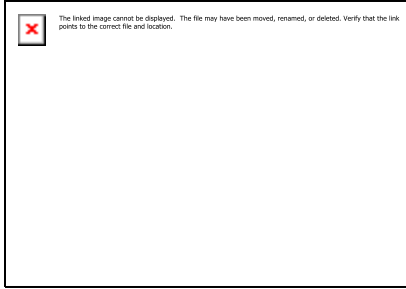 The linked image cannot be displayed.  The file may have been moved, renamed, or deleted. Verify that the link
points to the correct file and location.